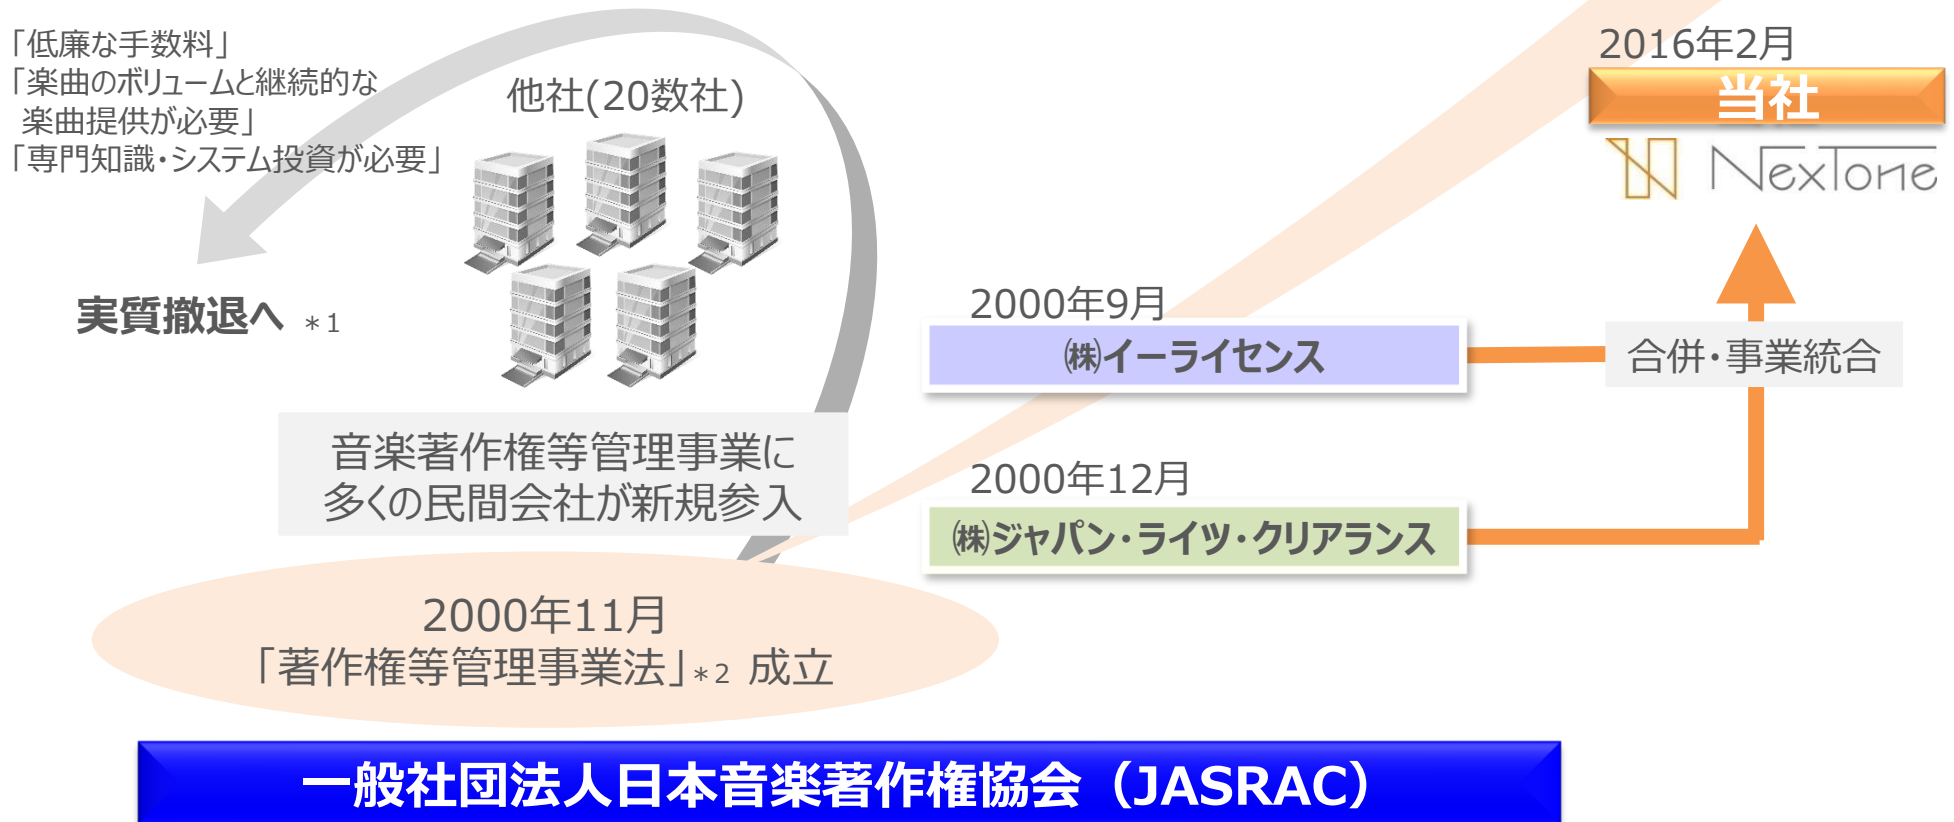 「低廉な手数料」
「楽曲のボリュームと継続的な
楽曲提供が必要」
「専門知識・システム投資が必要」
実質撤退へ ＊1
他社(20数社)
音楽著作権等管理事業に
多くの民間会社が新規参入
2000年11月
「著作権等管理事業法」＊2 成立
2000年9月
㈱イーライセンス
2000年12月
㈱ジャパン・ライツ・クリアランス
合併・事業統合
2016年2月
当社
NexTone
一般社団法人日本音楽著作権協会（JASRAC）